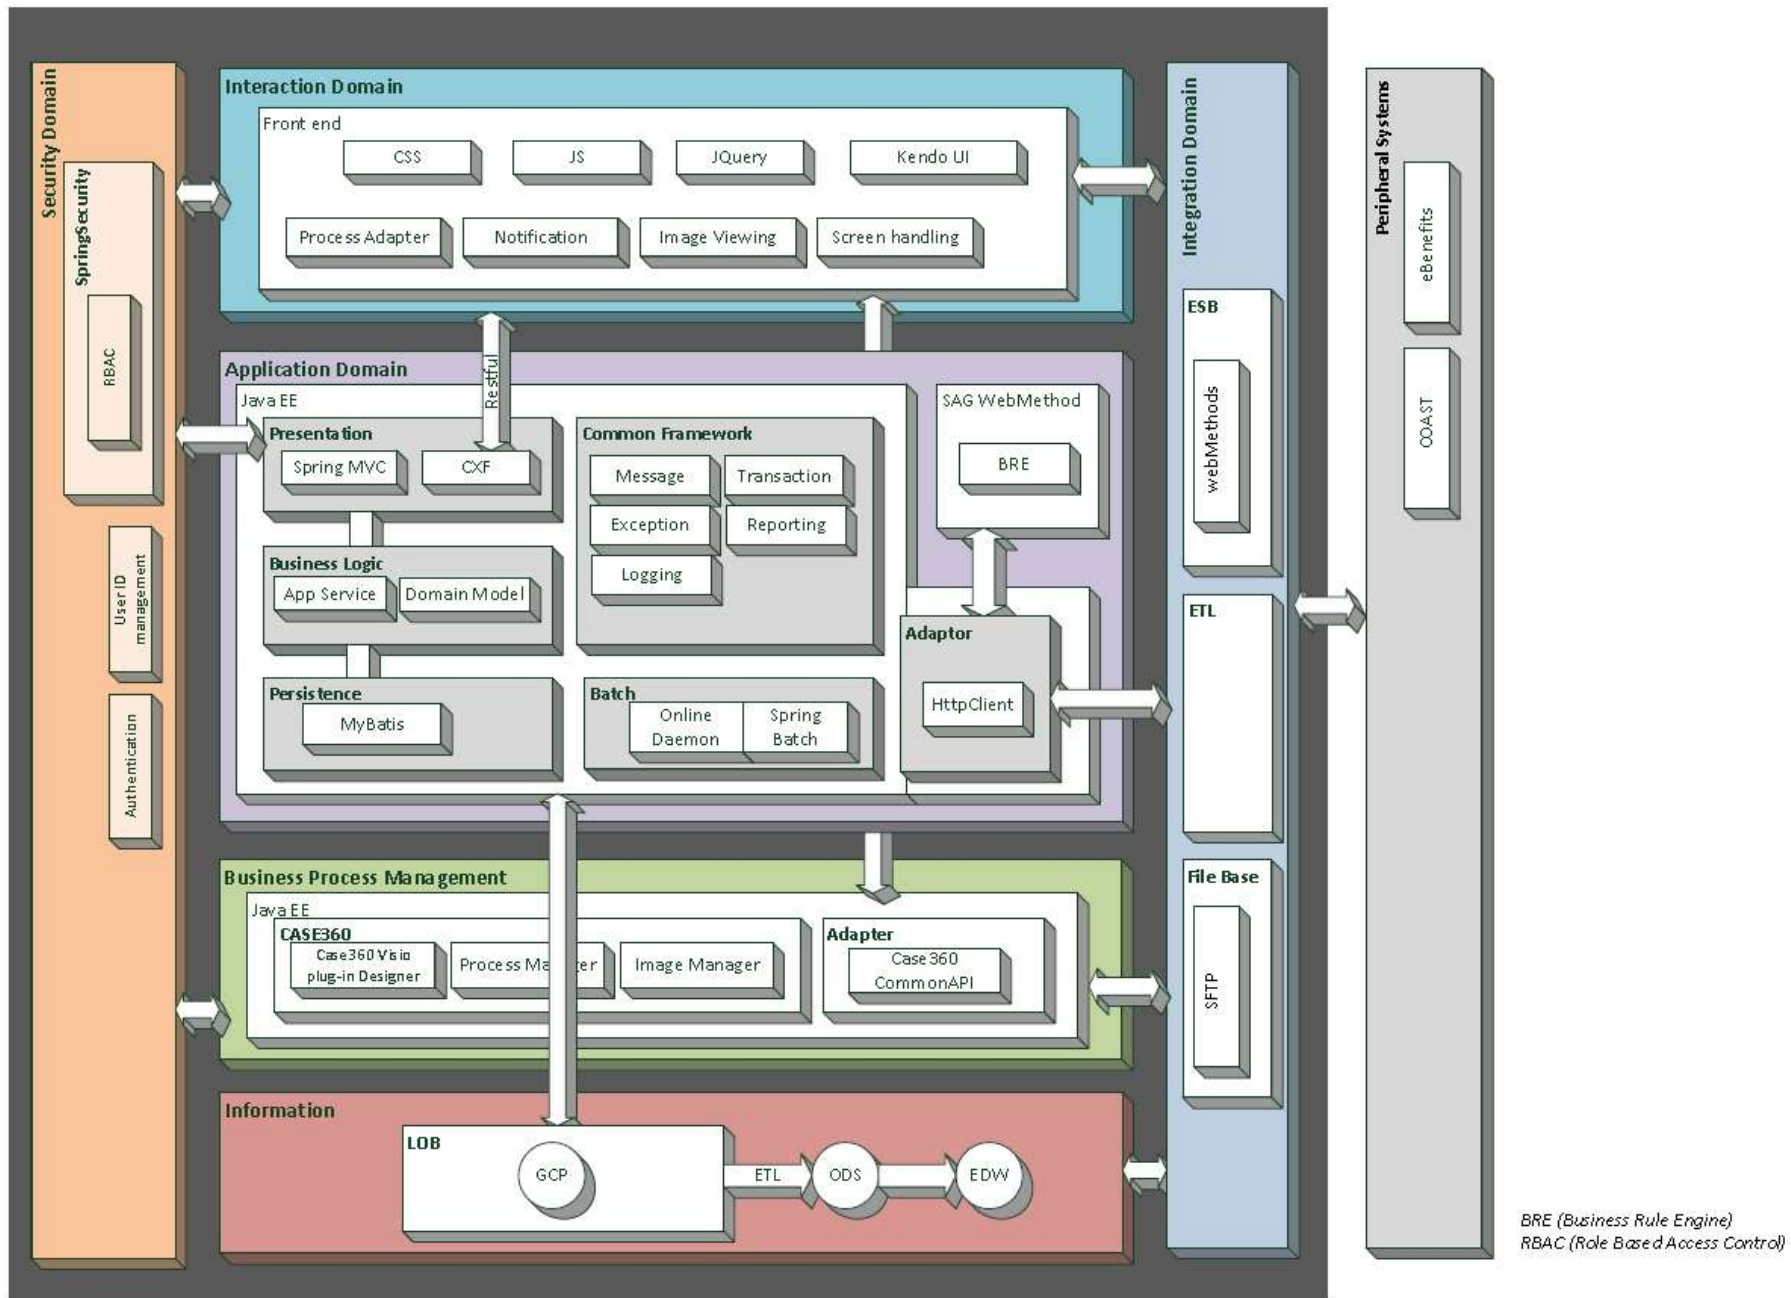 Security Domain
SpringSecurity
RBAC
User ID
management
Authentication
Interaction Domain
Front end
CSS
JS
JQuery
Kendo UI
Process Adapter
Notification
Image Viewing
Screen handling
Restful
Application Domain
Java EE
Presentation
Spring MVC
CXF
Business Logic
App Service
Domain Model
Persistence
MyBatis
Common Framework
Message
Transaction
Exception
Reporting
Logging
Batch
Online
Daemon
Spring
Batch
SAG WebMethod
BRE
Adaptor
HttpClient
Business Process Management
Java EE
CASE360
Case360 Visio
plug-in Designer
Process Manager
Image Manager
Adapter
Case360
CommonAPI
Information
LOB
GCP
ETL
ODS
EDW
Integration Domain
ESB
webMethods
ETL
File Base
SFTP
Peripheral Systems
eBenefits
COAST
BRE (Business Rule Engine)
RBAC (Role Based Access Control)